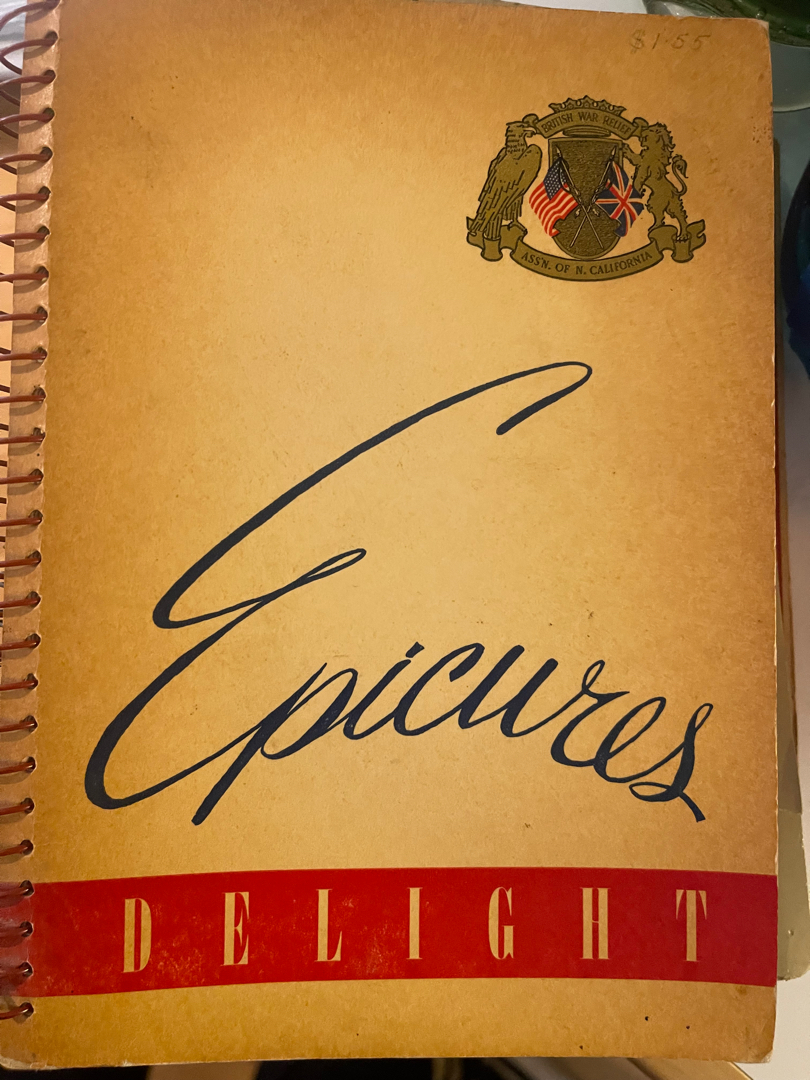 $1.55
BRITISH WAR RELIEF
ASS'N. OF N. CALIFORNIA
Epicures
DELIGHT